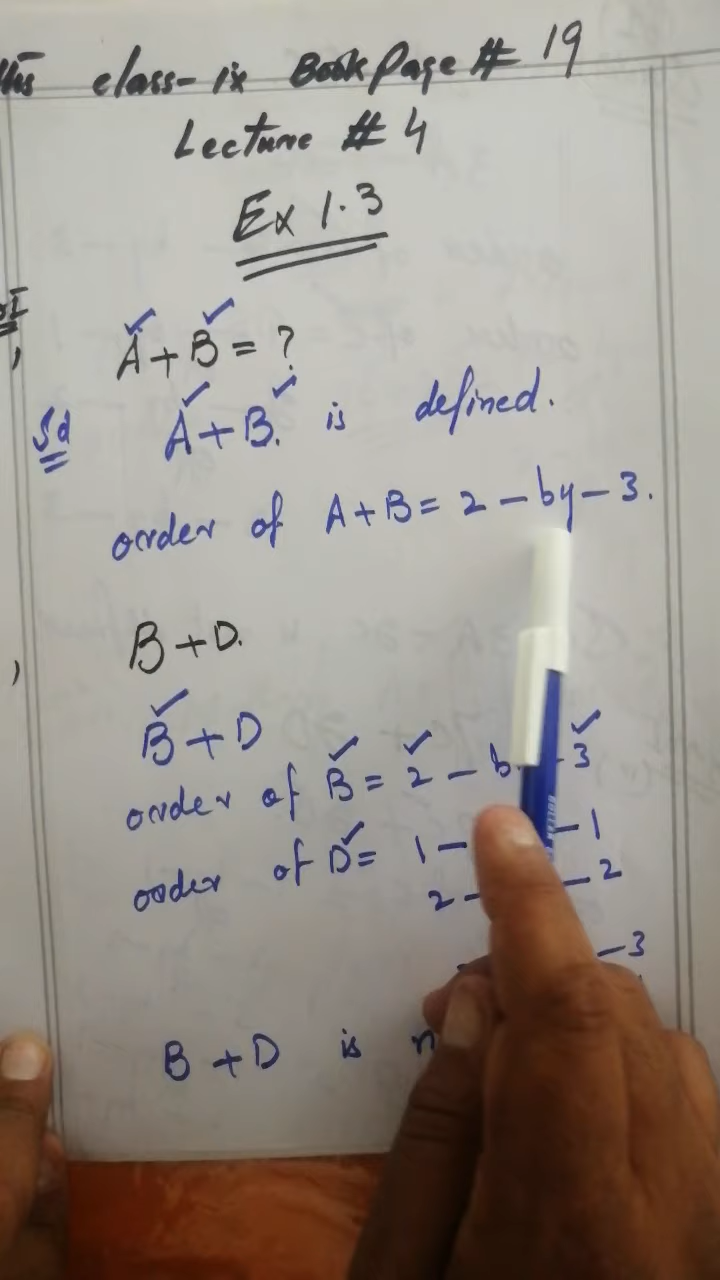 class-ix Book Page # 19
Lecture # 4
Ex 1.3
,
A+B = ?
Sol A+B. is defined.
order of A+B = 2 - by - 3.
, B+D.
B+D
order of B = 2 - b - 3
order of D = 1 - - 1
2 - - 2
- 3
B + D is